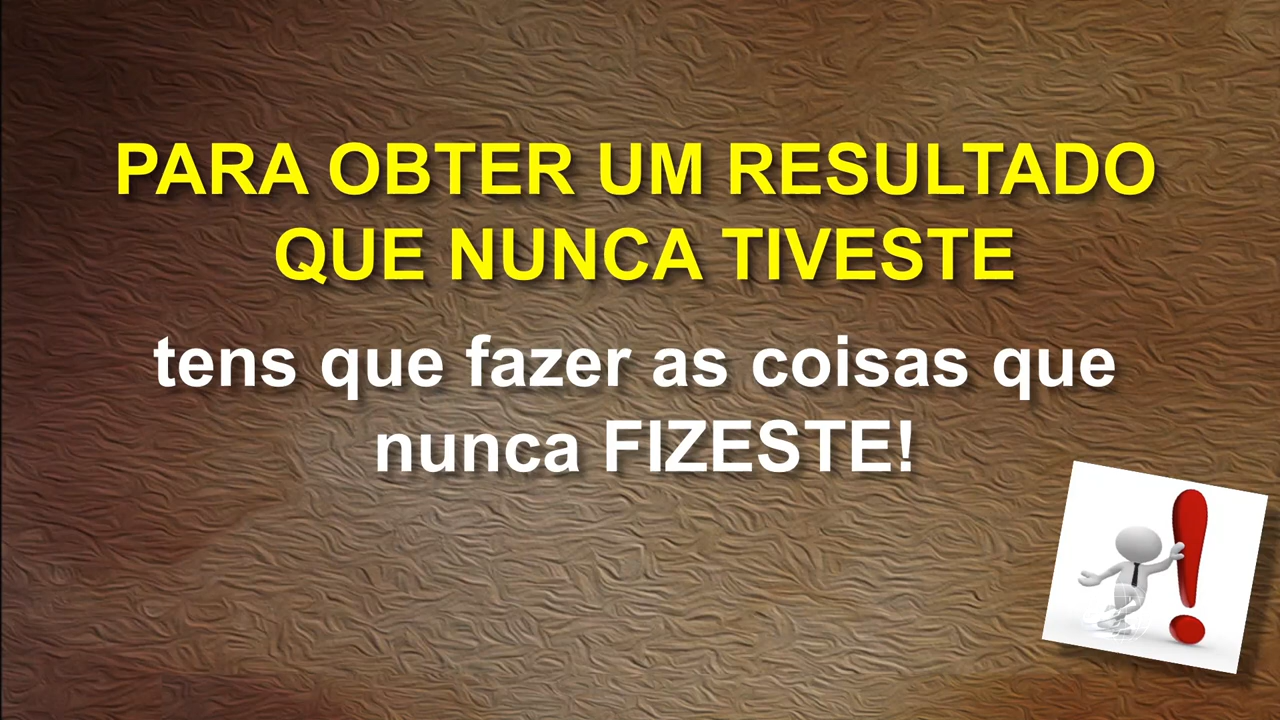 PARA OBTER UM RESULTADO
QUE NUNCA TIVESTE
tens que fazer as coisas que
nunca FIZESTE!